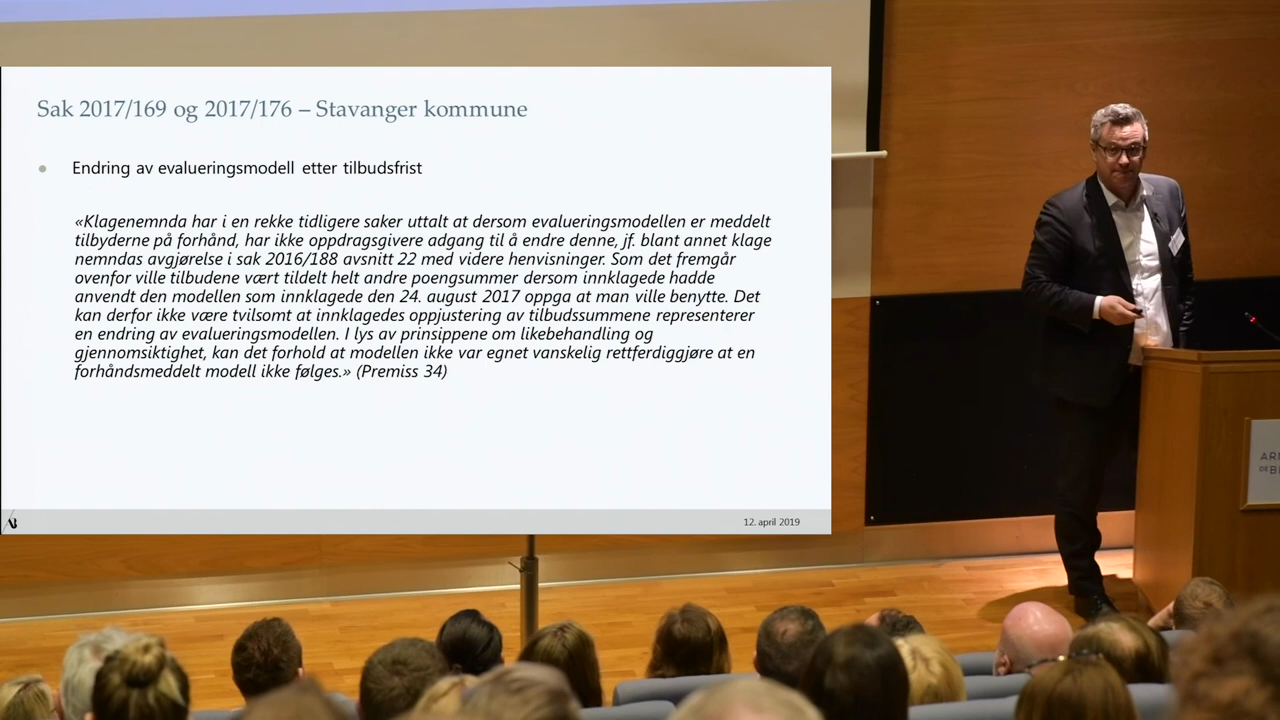 Sak 2017/169 og 2017/176 – Stavanger kommune
Endring av evalueringsmodell etter tilbudsfrist
«Klagenemnda har i en rekke tidligere saker uttalt at dersom evalueringsmodellen er meddelt
tilbyderne på forhånd, har ikke oppdragsgivere adgang til å endre denne, jf. blant annet klage
nemndas avgjørelse i sak 2016/188 avsnitt 22 med videre henvisninger. Som det fremgår
ovenfor ville tilbudene vært tildelt helt andre poengsummer dersom innklagede hadde
anvendt den modellen som innklagede den 24. august 2017 oppga at man ville benytte. Det
kan derfor ikke være tvilsomt at innklagedes oppjustering av tilbudssummene representerer
en endring av evalueringsmodellen. I lys av prinsippene om likebehandling og
gjennomsiktighet, kan det forhold at modellen ikke var egnet vanskelig rettferdiggjøre at en
forhåndsmeddelt modell ikke følges.» (Premiss 34)
12. april 2019
AR
DE B